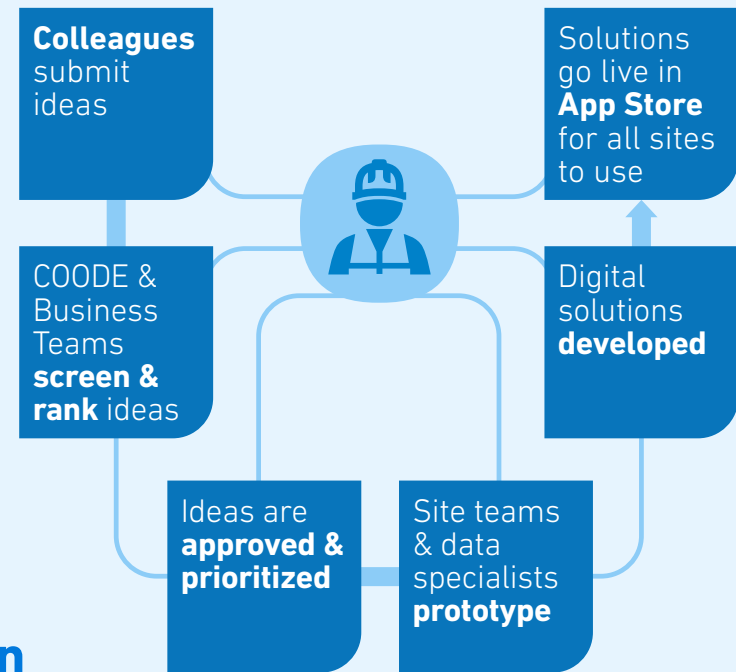 Colleagues
submit
ideas
COODE &
Business
Teams
screen &
rank ideas
Ideas are
approved &
prioritized
Site teams
& data
specialists
prototype
Digital
solutions
developed
Solutions
go live in
App Store
for all sites
to use